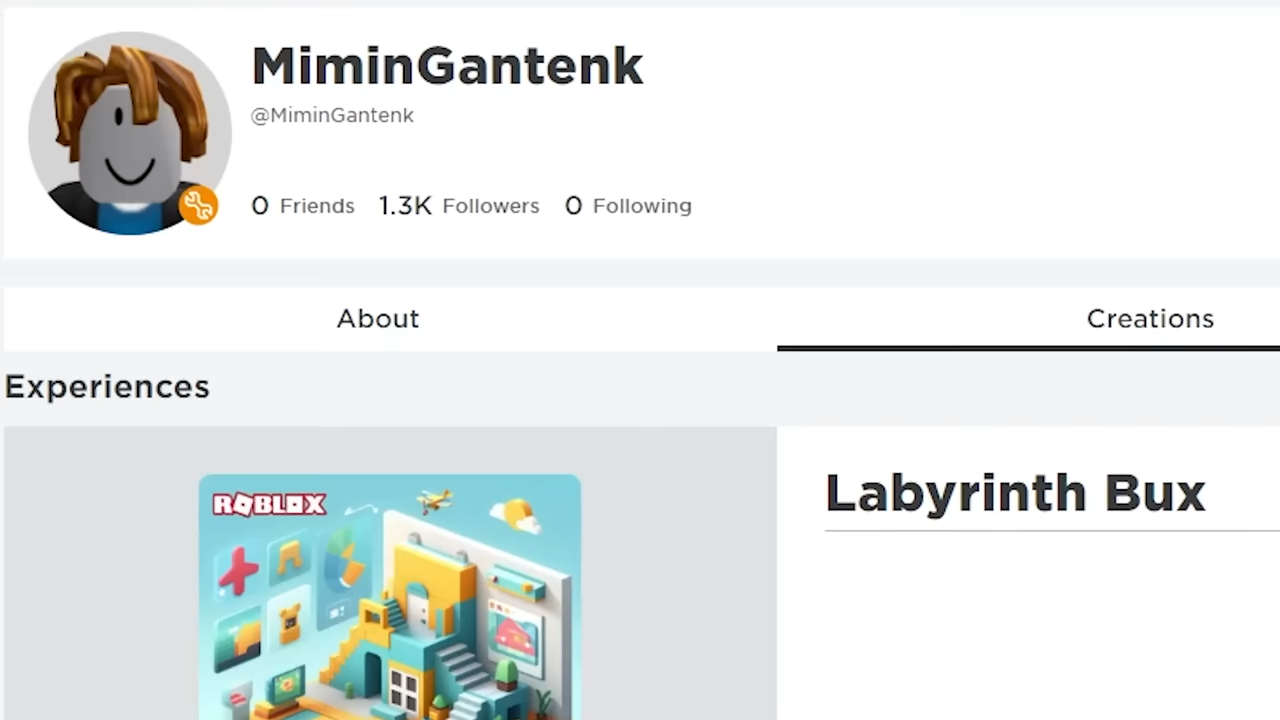 MiminGantenk
@MiminGantenk
0 Friends 1.3K Followers 0 Following
About Creations
Experiences
ROBLOX
Labyrinth Bux